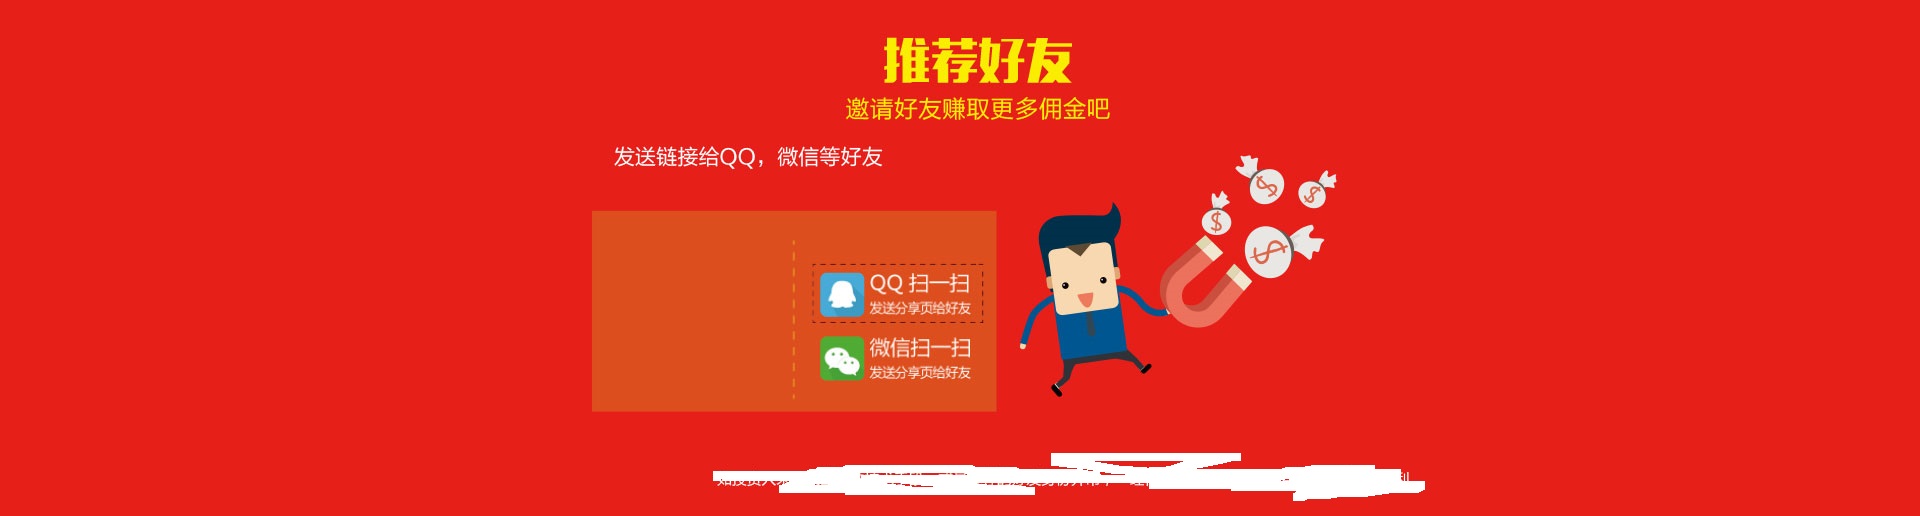 推荐好友
邀请好友赚取更多佣金吧
发送链接给QQ，微信等好友
QQ 扫一扫
发送分享页给好友
微信扫一扫
发送分享页给好友